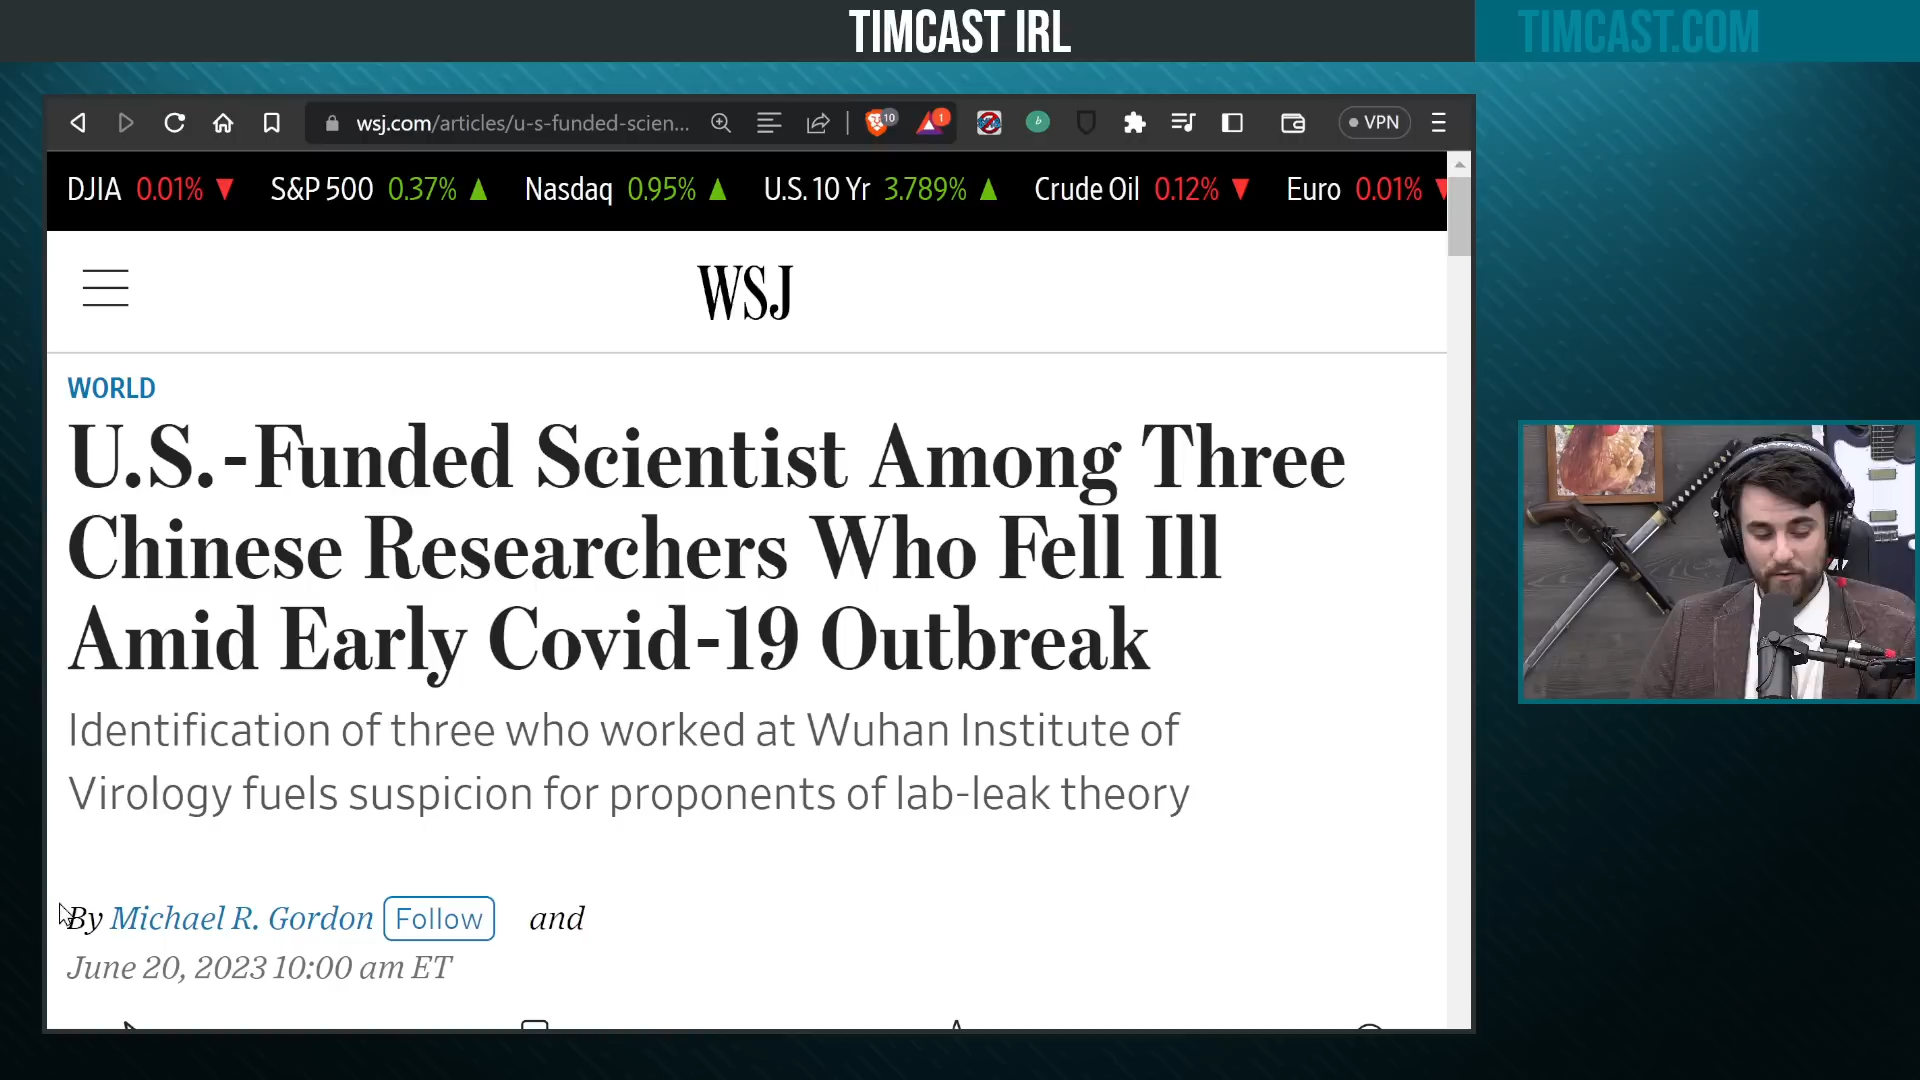 TIMCAST IRL
TIMCAST.COM
wsj.com/articles/u-s-funded-scien...
10
1
b
VPN
DJIA 0.01% ▼ S&P 500 0.37% ▲ Nasdaq 0.95% ▲ U.S. 10 Yr 3.789% ▲ Crude Oil 0.12% ▼ Euro 0.01% ▼
WSJ
WORLD
U.S.-Funded Scientist Among Three
Chinese Researchers Who Fell Ill
Amid Early Covid-19 Outbreak
Identification of three who worked at Wuhan Institute of
Virology fuels suspicion for proponents of lab-leak theory
By Michael R. Gordon Follow and
June 20, 2023 10:00 am ET